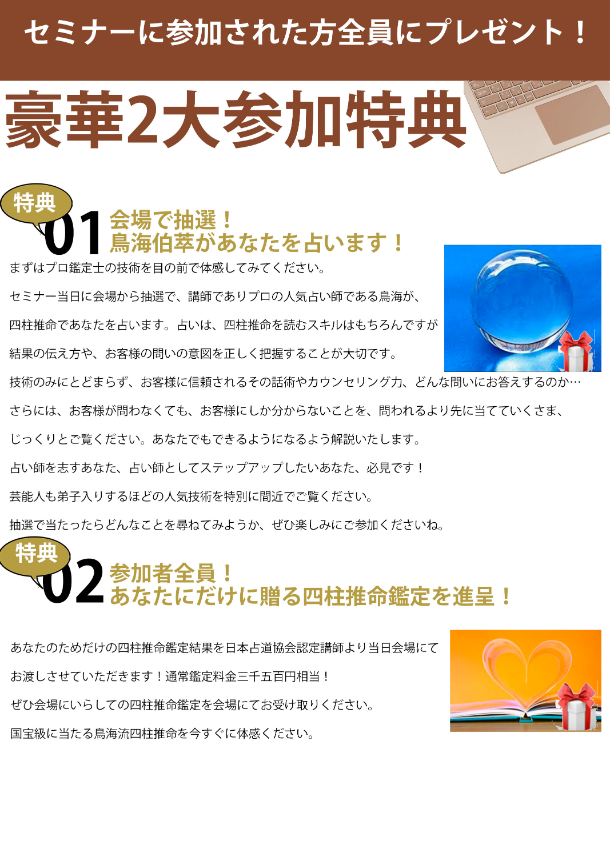 セミナーに参加された方全員にプレゼント！
豪華2大参加特典
特典
01
会場で抽選！
鳥海伯萃があなたを占います！
まずはプロ鑑定士の技術を目の前で体感してみてください。
セミナー当日に会場から抽選で、講師でありプロの人気占い師である鳥海が、
四柱推命であなたを占います。占いは、四柱推命を読むスキルはもちろんですが
結果の伝え方や、お客様の問いの意図を正しく把握することが大切です。
技術のみにとどまらず、お客様に信頼されるその話術やカウンセリング力、どんな問いにお答えするのか…
さらには、お客様が問わなくても、お客様にしか分からないことを、問われるより先に当てていくさま、
じっくりとご覧ください。あなたでもできるようになるよう解説いたします。
占い師を志すあなた、占い師としてステップアップしたいあなた、必見です！
芸能人も弟子入りするほどの人気技術を特別に間近でご覧ください。
抽選で当たったらどんなことを尋ねてみようか、ぜひ楽しみにご参加くださいね。
特典
02
参加者全員！
あなたにだけに贈る四柱推命鑑定を進呈！
あなたのためだけの四柱推命鑑定結果を日本占道協会認定講師より当日会場にて
お渡しさせていただきます！通常鑑定料金三千五百円相当！
ぜひ会場にいらしての四柱推命鑑定を会場にてお受け取りください。
国宝級に当たる鳥海流四柱推命を今すぐに体感ください。